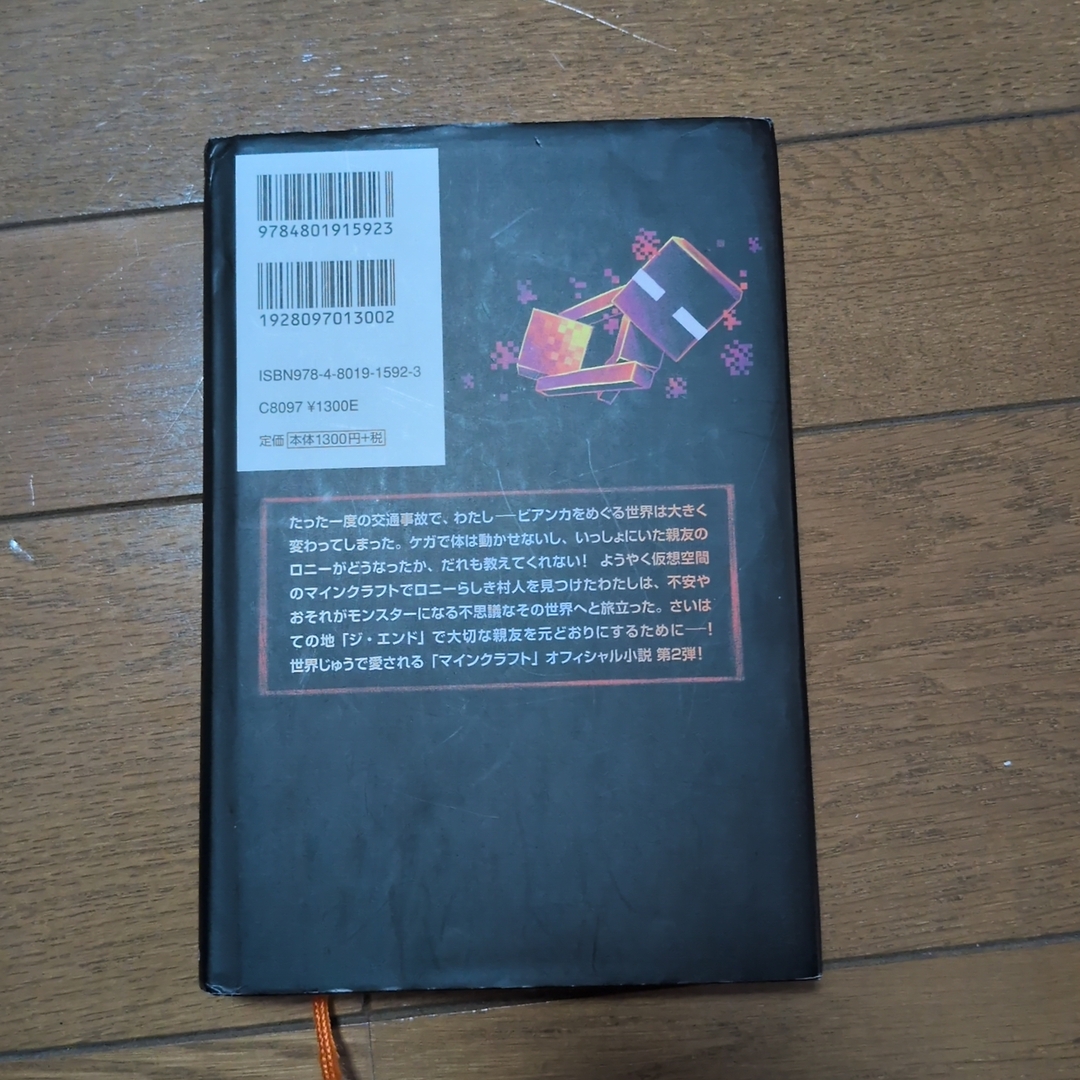 9784801915923
1928097013002
ISBN978-4-8019-1592-3
C8097 ¥1300E
定価 本体1300円+税
たった一度の交通事故で、わたし―ビアンカをめぐる世界は大きく
変わってしまった。ケガで体は動かせないし、いっしょにいた親友の
ロニーがどうなったか、だれも教えてくれない! ようやく仮想空間
のマインクラフトでロニーらしき村人を見つけたわたしは、不安や
おそれがモンスターになる不思議なその世界へと旅立った。さいは
ての地「ジ・エンド」で大切な親友を元どおりにするために―!
世界じゅうで愛される「マインクラフト」オフィシャル小説 第2弾!